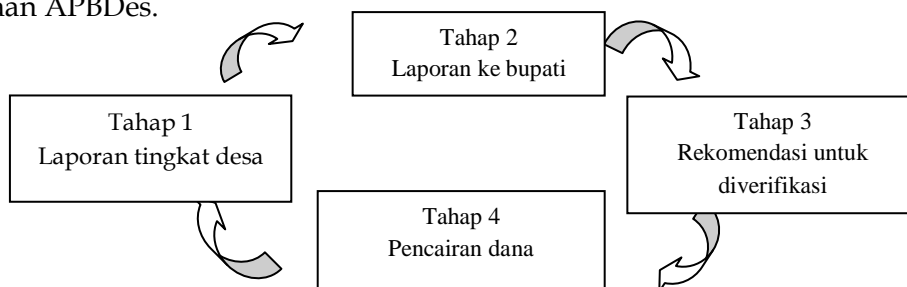 an APBDes.
Tahap 1
Laporan tingkat desa
Tahap 2
Laporan ke bupati
Tahap 3
Rekomendasi untuk
diverifikasi
Tahap 4
Pencairan dana